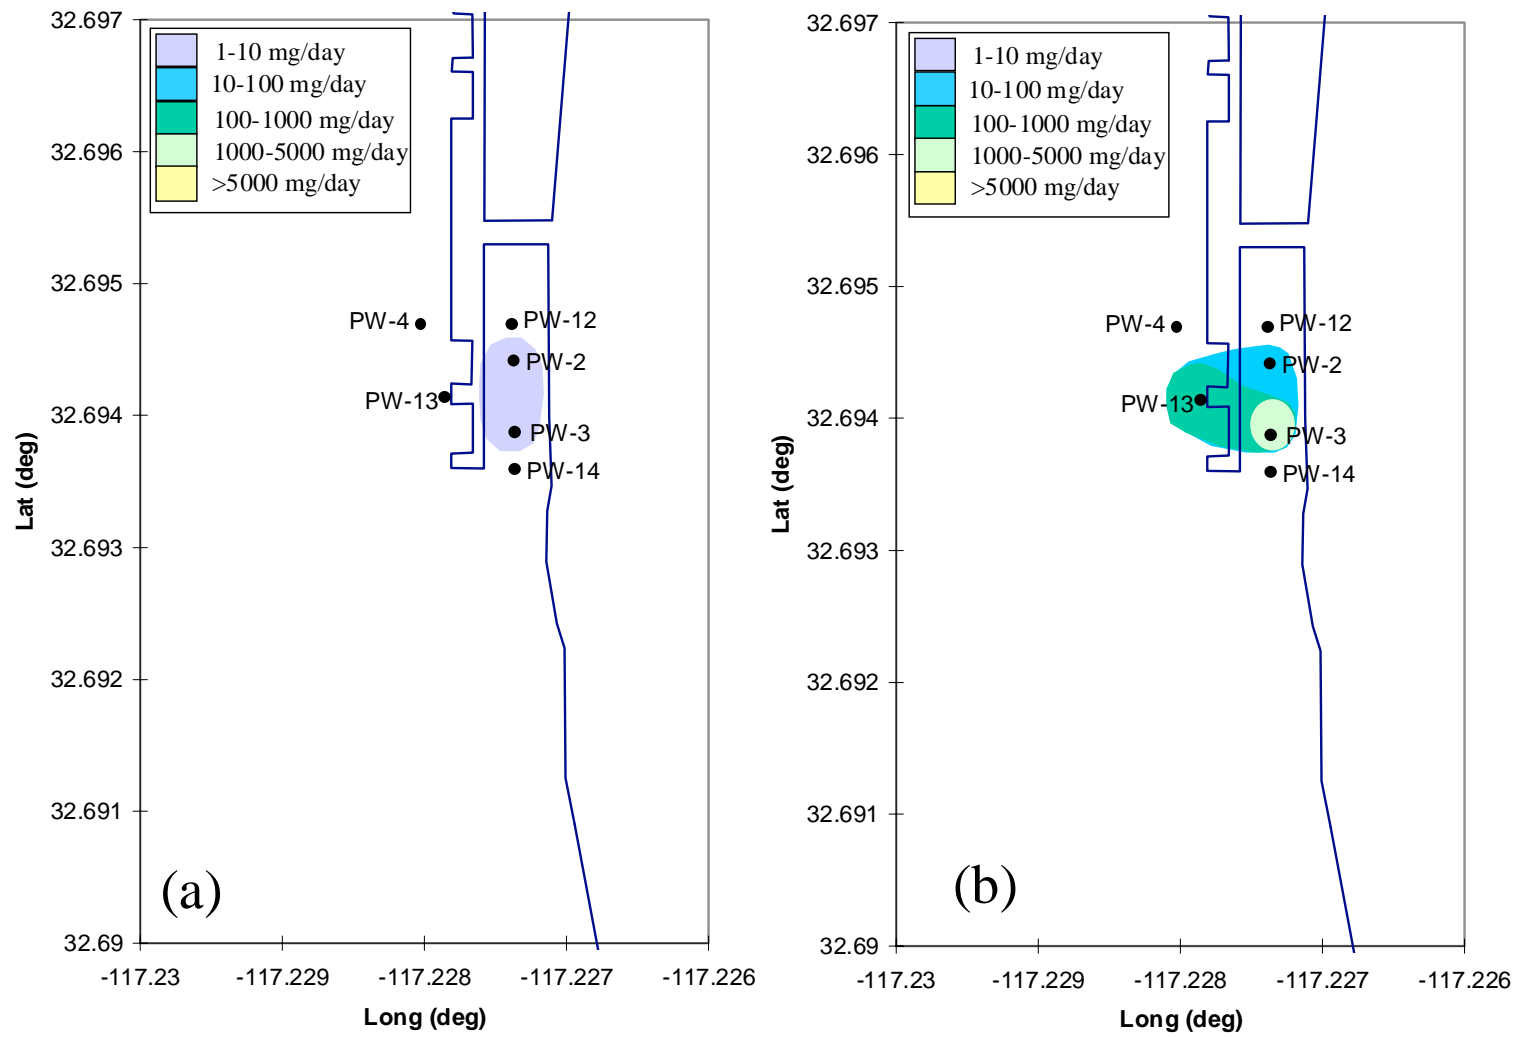 32.697
1-10 mg/day
10-100 mg/day
100-1000 mg/day
1000-5000 mg/day
>5000 mg/day
32.696
32.695
PW-4
PW-12
PW-2
32.694
PW-13
PW-3
PW-14
Lat (deg)
32.693
32.692
32.691
(a)
32.69
-117.23
-117.229
-117.228
-117.227
-117.226
Long (deg)
32.697
1-10 mg/day
10-100 mg/day
100-1000 mg/day
1000-5000 mg/day
>5000 mg/day
32.696
32.695
PW-4
PW-12
PW-2
32.694
PW-13
PW-3
PW-14
Lat (deg)
32.693
32.692
32.691
(b)
32.69
-117.23
-117.229
-117.228
-117.227
-117.226
Long (deg)